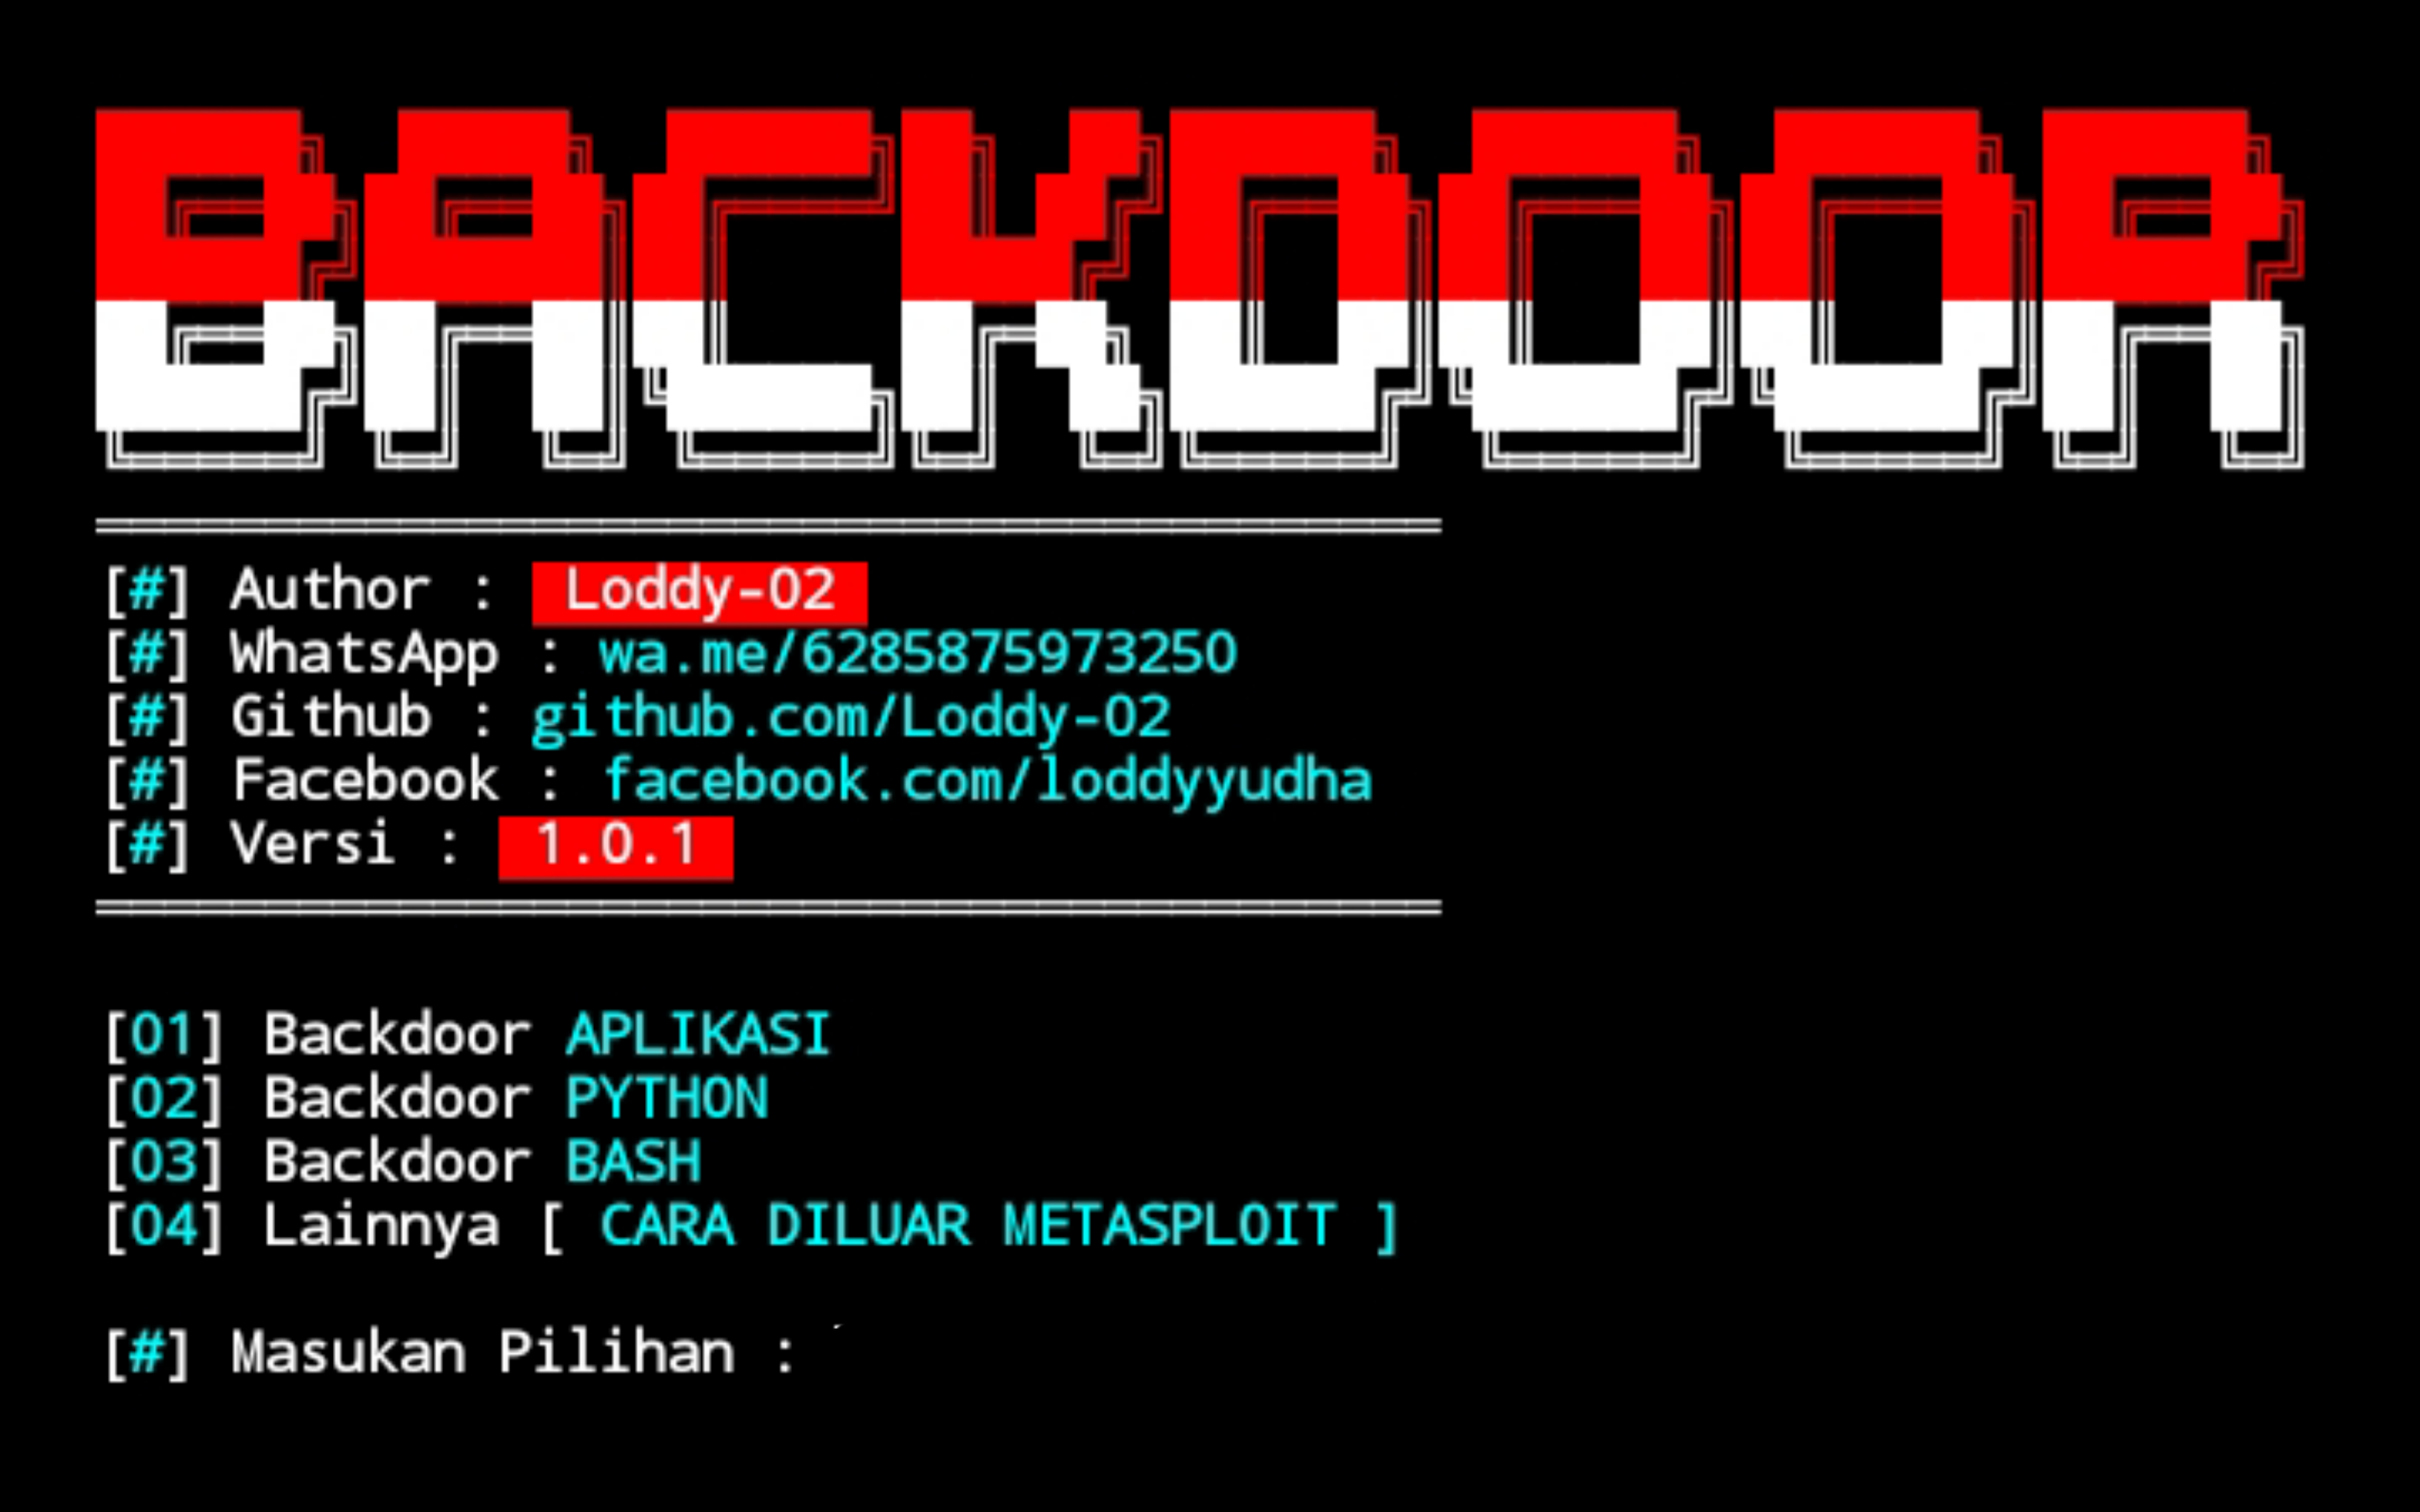 BACKDOOR
[#] Author : Loddy-02
[#] WhatsApp : wa.me/6285875973250
[#] Github : github.com/Loddy-02
[#] Facebook : facebook.com/loddyyudha
[#] Versi : 1.0.1
[01] Backdoor APLIKASI
[02] Backdoor PYTHON
[03] Backdoor BASH
[04] Lainnya [ CARA DILUAR METASPLOIT ]
[#] Masukan Pilihan :